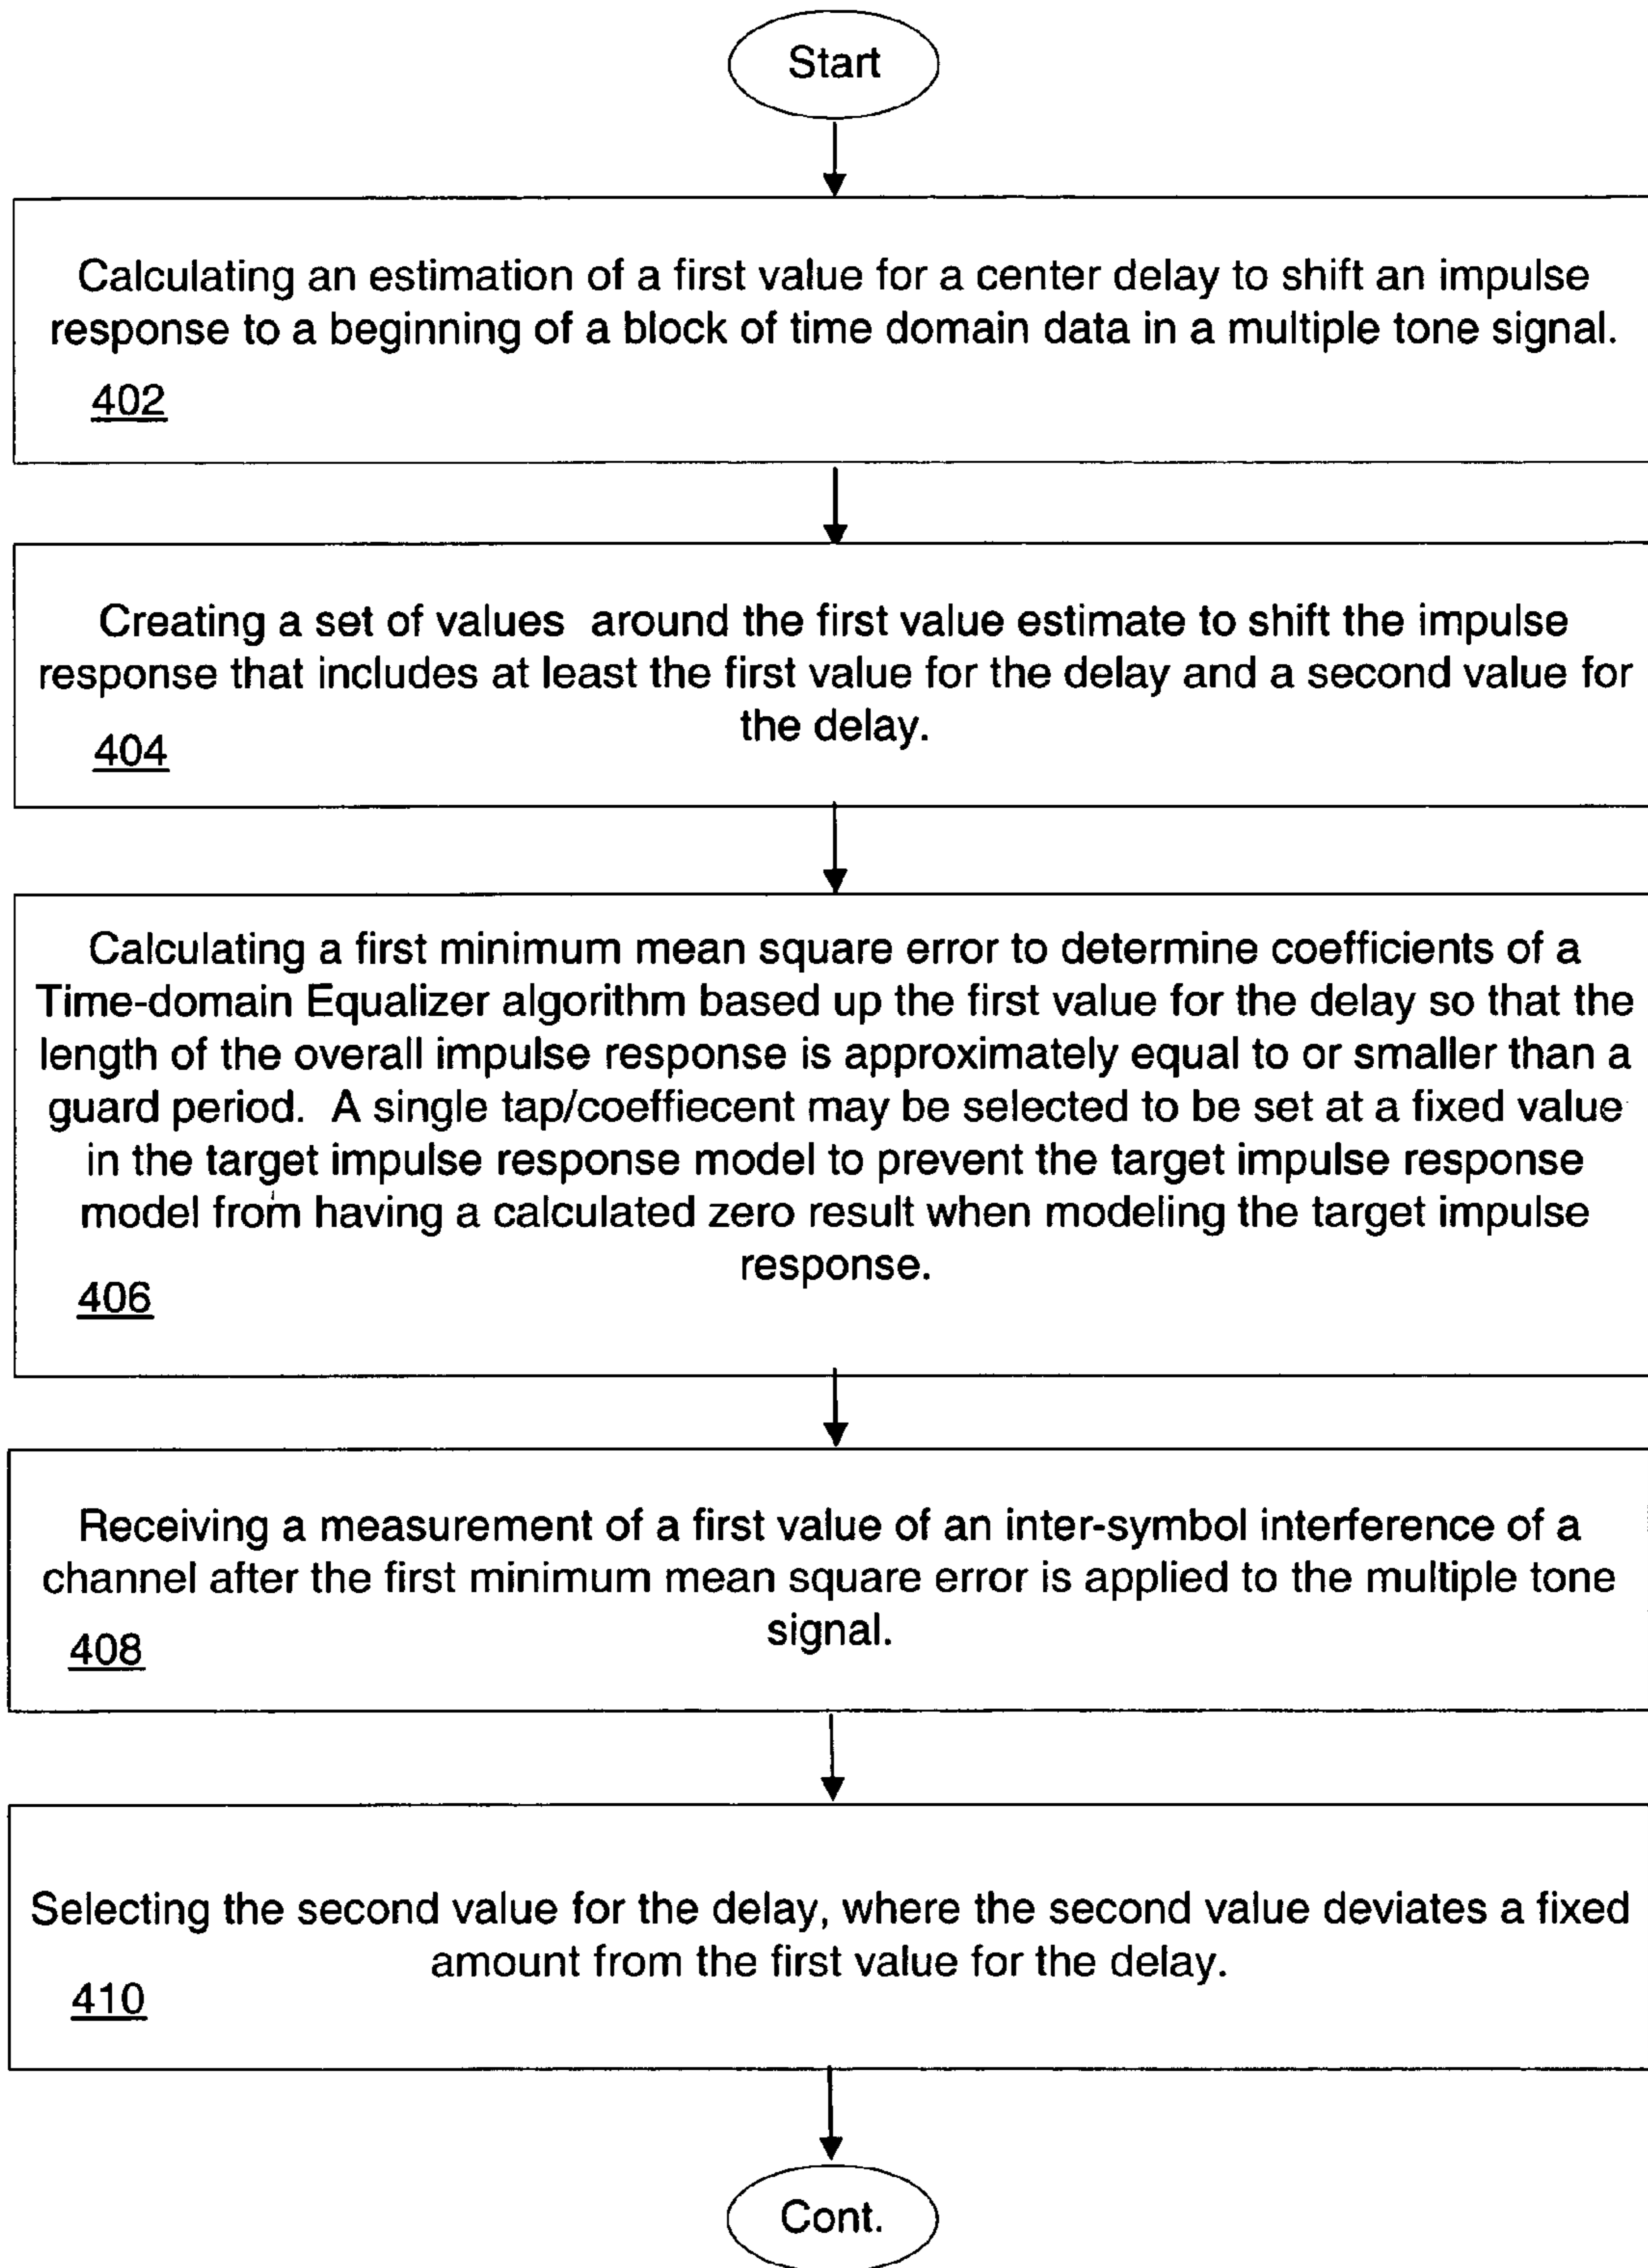 Start
Calculating an estimation of a first value for a center delay to shift an impulse
response to a beginning of a block of time domain data in a multiple tone signal.
402
Creating a set of values around the first value estimate to shift the impulse
response that includes at least the first value for the delay and a second value for
the delay.
404
Calculating a first minimum mean square error to determine coefficients of a
Time-domain Equalizer algorithm based up the first value for the delay so that the
length of the overall impulse response is approximately equal to or smaller than a
guard period. A single tap/coeffiecent may be selected to be set at a fixed value
in the target impulse response model to prevent the target impulse response
model from having a calculated zero result when modeling the target impulse
response.
406
Receiving a measurement of a first value of an inter-symbol interference of a
channel after the first minimum mean square error is applied to the multiple tone
signal.
408
Selecting the second value for the delay, where the second value deviates a fixed
amount from the first value for the delay.
410
Cont.